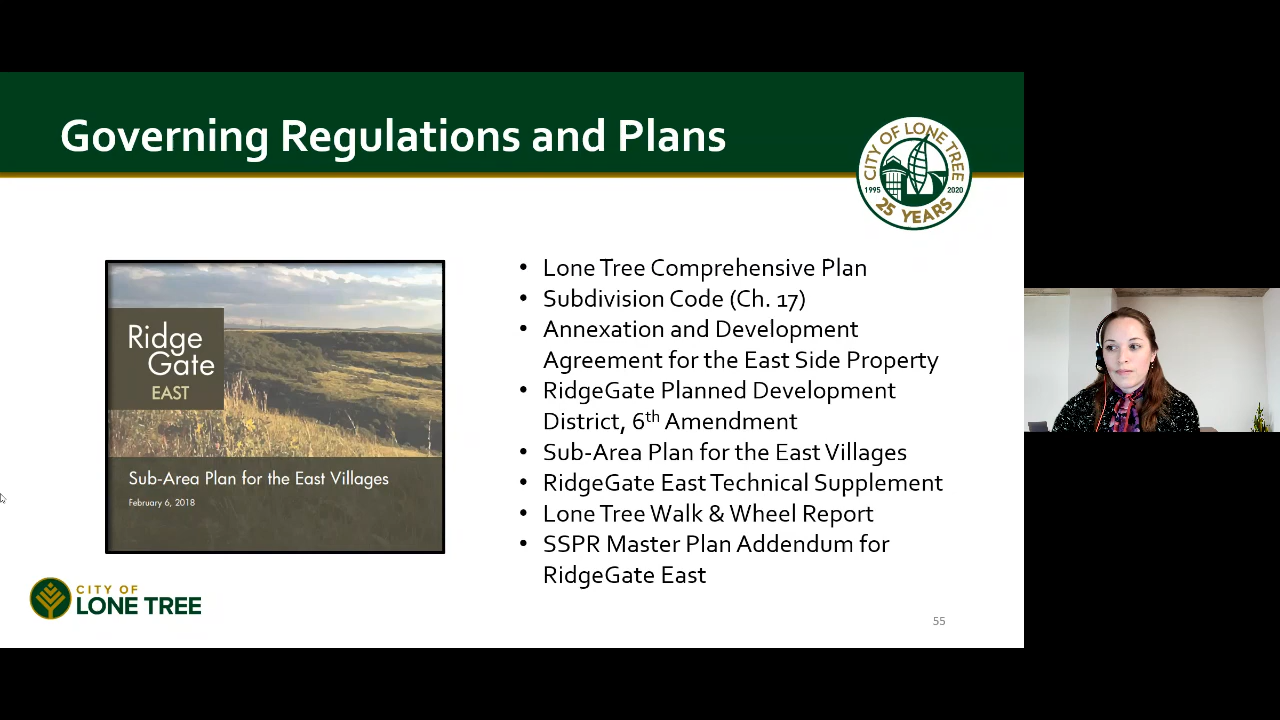 Governing Regulations and Plans
CITY OF LONE TREE
1995 2020
25 YEARS
Ridge
Gate
EAST
Sub-Area Plan for the East Villages
February 6, 2018
• Lone Tree Comprehensive Plan
• Subdivision Code (Ch. 17)
• Annexation and Development
Agreement for the East Side Property
• RidgeGate Planned Development
District, 6th Amendment
• Sub-Area Plan for the East Villages
• RidgeGate East Technical Supplement
• Lone Tree Walk & Wheel Report
• SSPR Master Plan Addendum for
RidgeGate East
CITY OF
LONE TREE
55